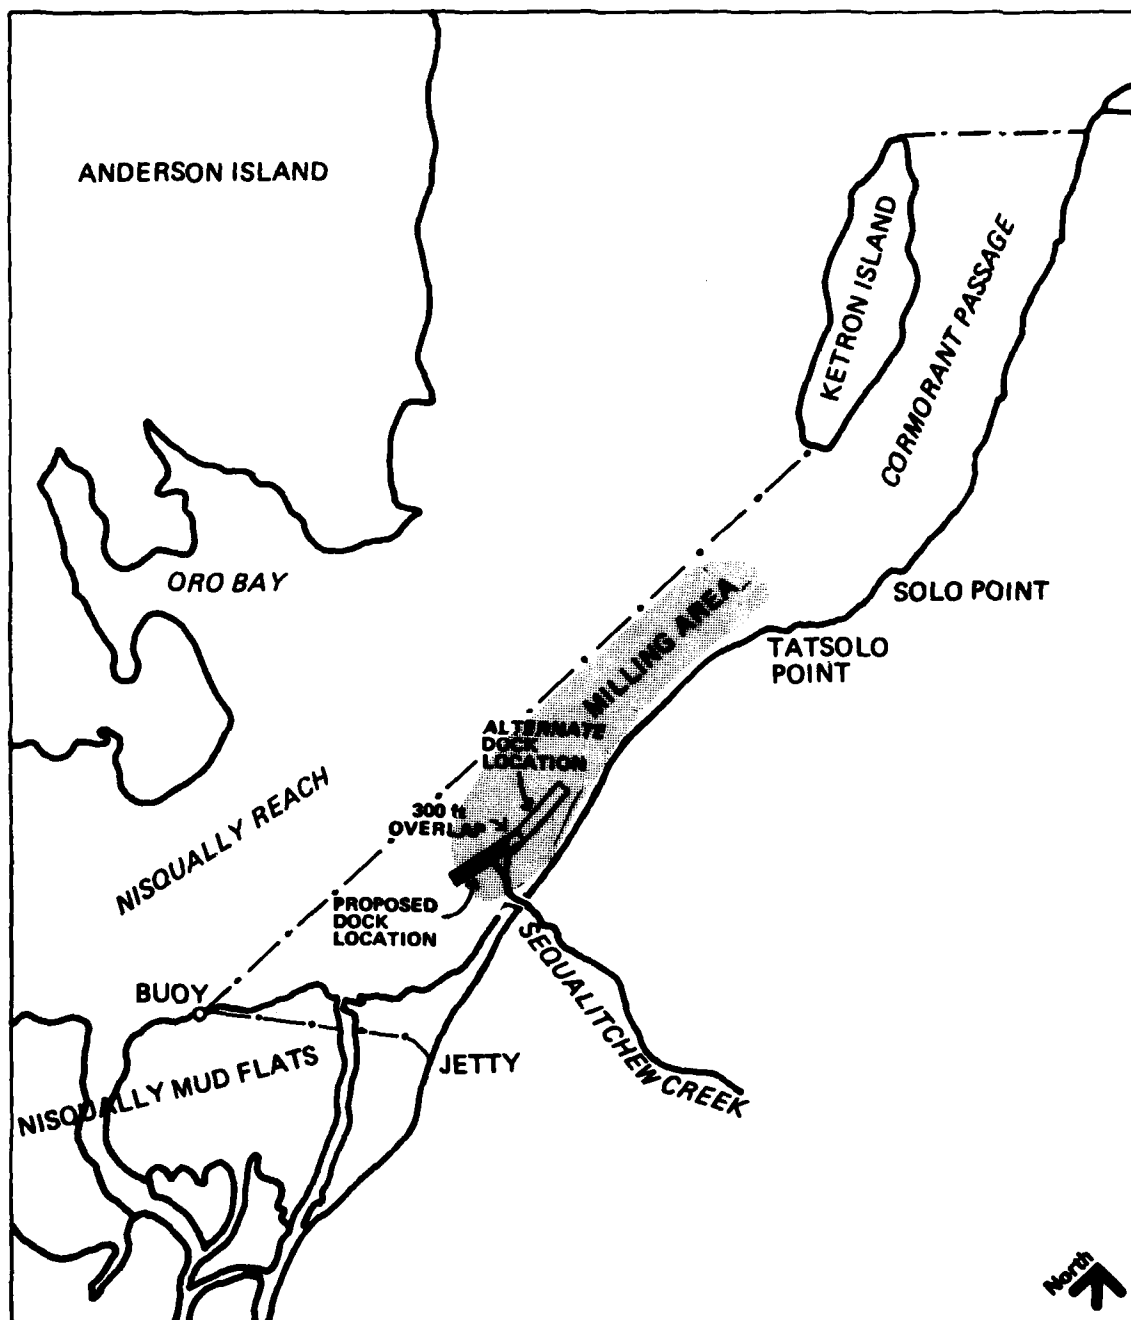 ANDERSON ISLAND
KETRON ISLAND
CORMORANT PASSAGE
ORO BAY
SOLO POINT
MILLING AREA
TATSOLO
POINT
ALTERNATE
DOCK
LOCATION
NISQUALLY REACH
300 ft
OVERLAP
PROPOSED
DOCK
LOCATION
SEQUALITCHEW CREEK
BUOY
JETTY
NISQUALLY MUD FLATS
North